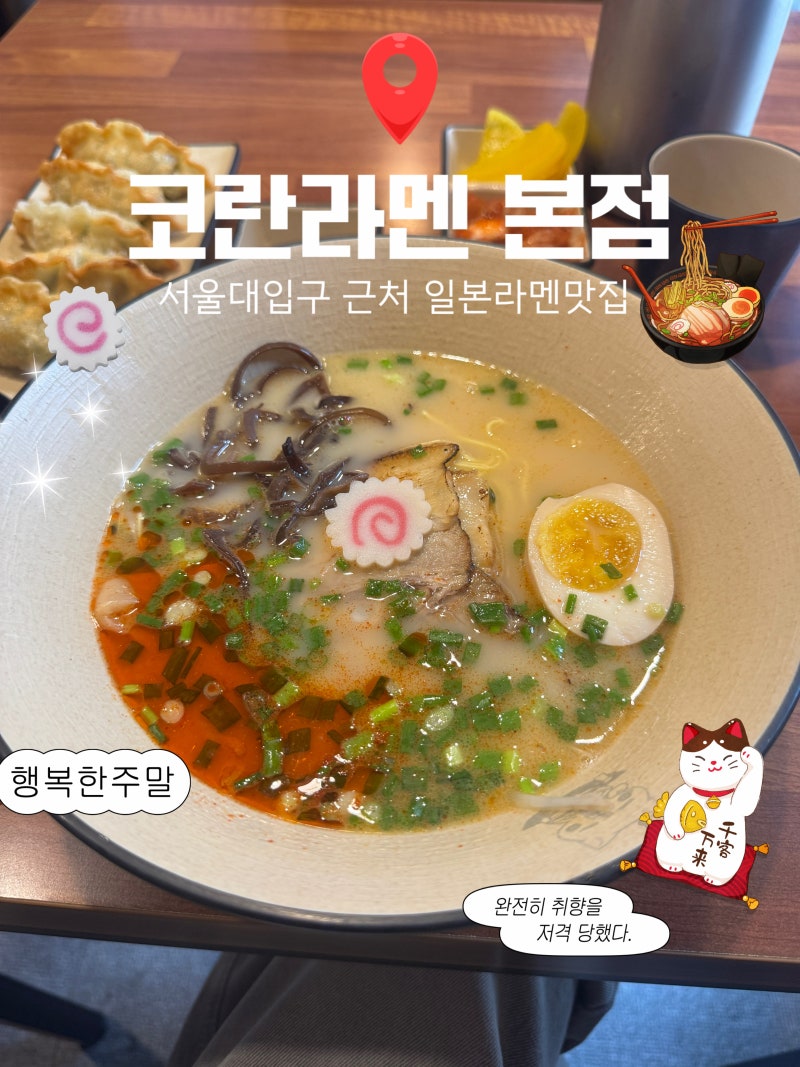 코란라멘 본점
서울대입구 근처 일본라멘맛집
행복한주말
千客
万来
완전히 취향을
저격 당했다.